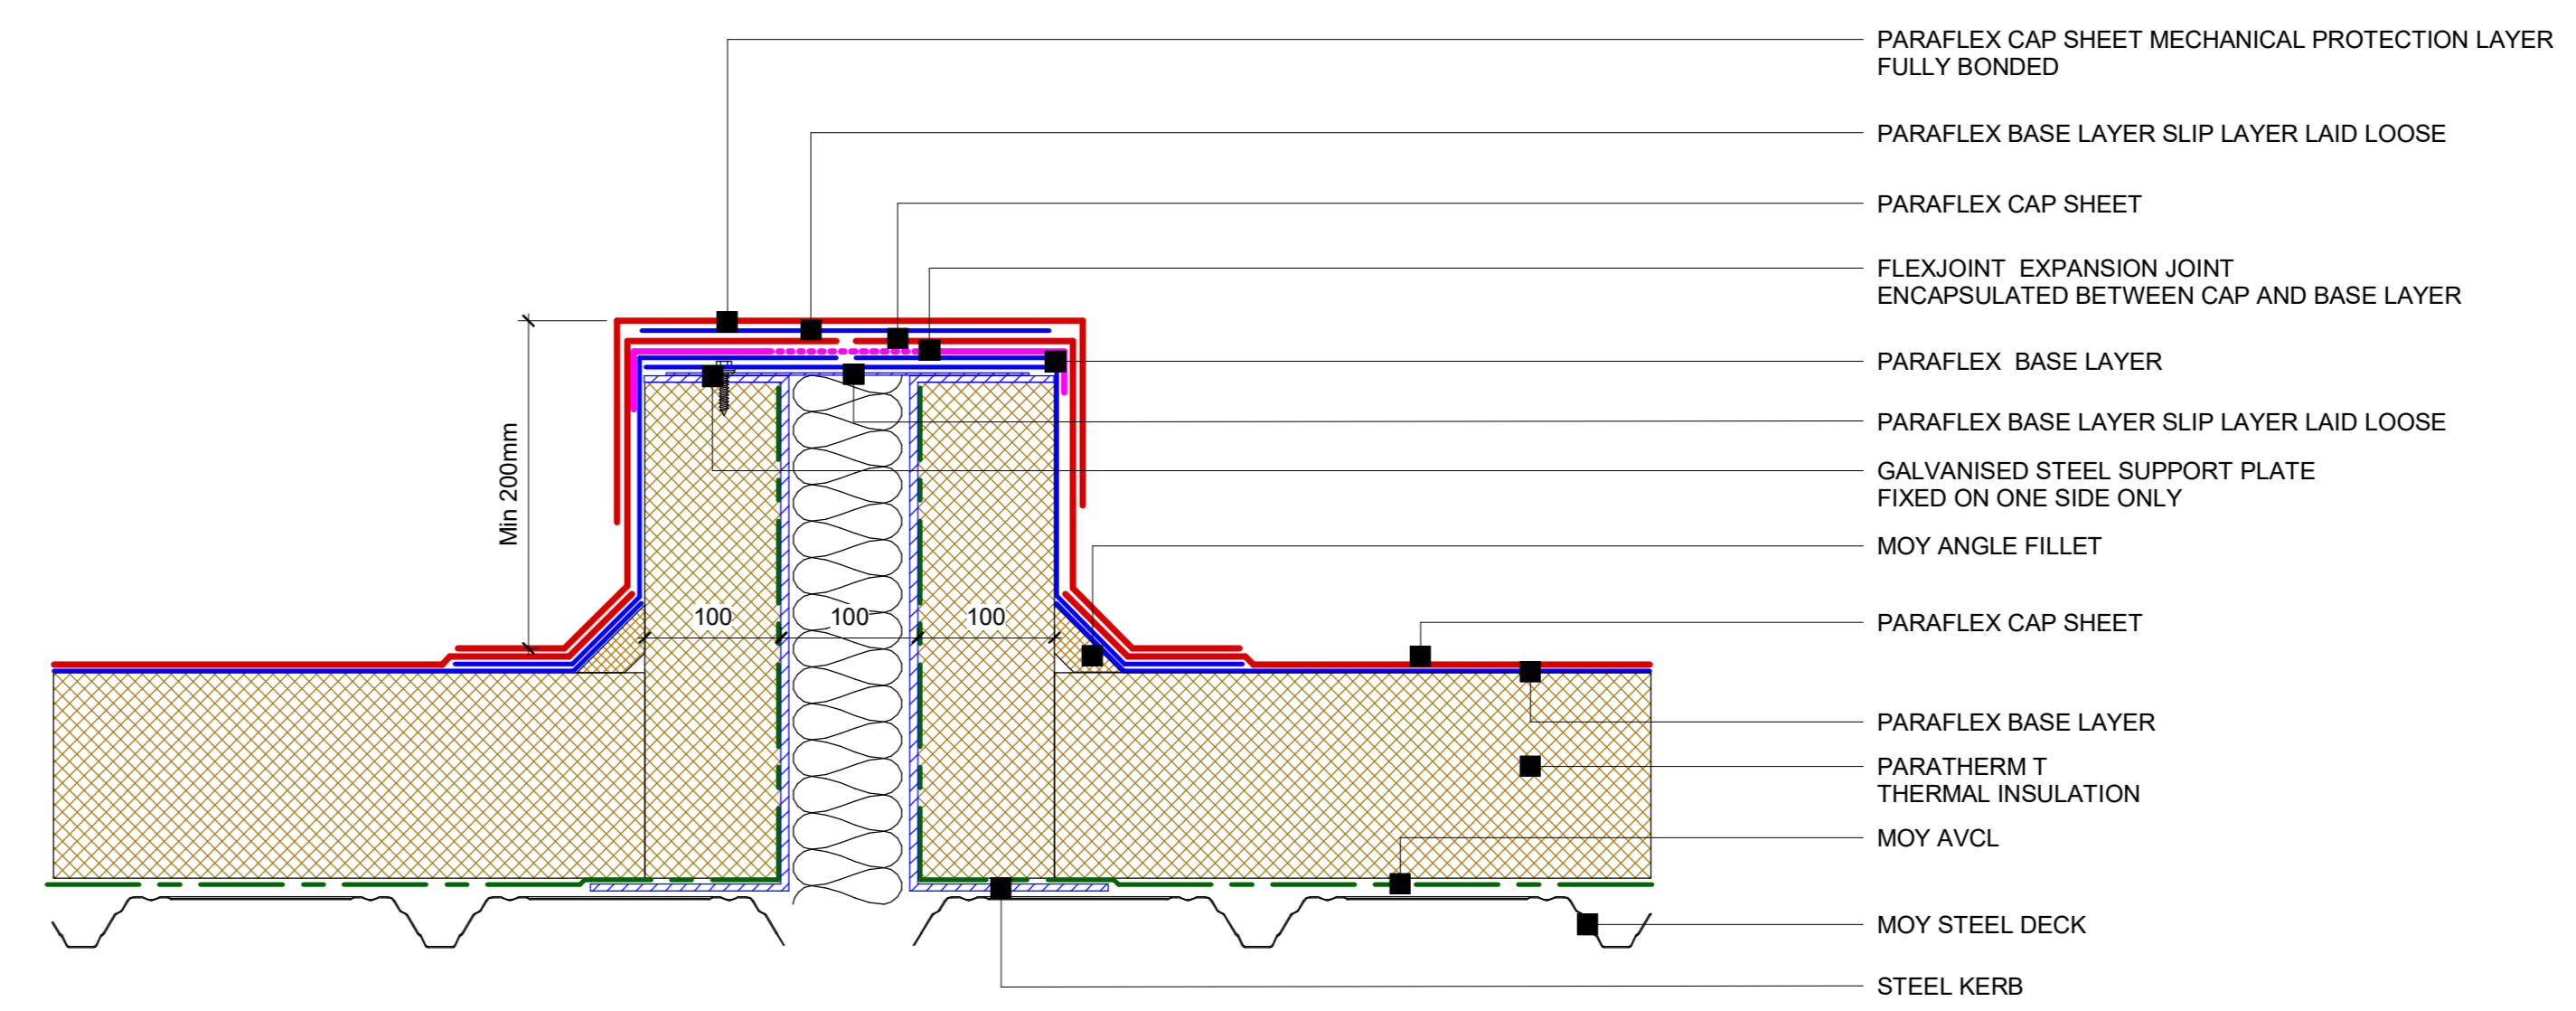 PARAFLEX CAP SHEET MECHANICAL PROTECTION LAYER
FULLY BONDED
PARAFLEX BASE LAYER SLIP LAYER LAID LOOSE
PARAFLEX CAP SHEET
FLEXJOINT  EXPANSION JOINT
ENCAPSULATED BETWEEN CAP AND BASE LAYER
PARAFLEX  BASE LAYER
PARAFLEX BASE LAYER SLIP LAYER LAID LOOSE
GALVANISED STEEL SUPPORT PLATE
FIXED ON ONE SIDE ONLY
Min 200mm
MOY ANGLE FILLET
100
100
100
PARAFLEX CAP SHEET
PARAFLEX BASE LAYER
PARATHERM T
THERMAL INSULATION
MOY AVCL
MOY STEEL DECK
STEEL KERB